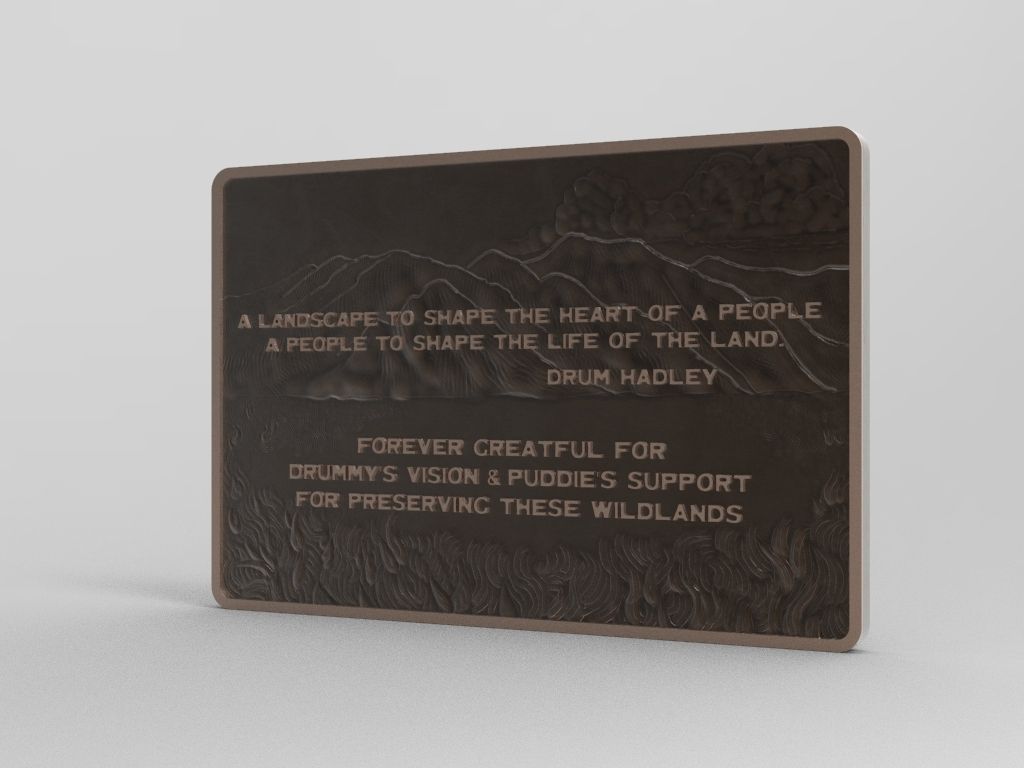 A LANDSCAPE TO SHAPE THE HEART OF A PEOPLE
A PEOPLE TO SHAPE THE LIFE OF THE LAND.
DRUM HADLEY
FOREVER GREATFUL FOR
DRUMMY'S VISION & PUDDIE'S SUPPORT
FOR PRESERVING THESE WILDLANDS